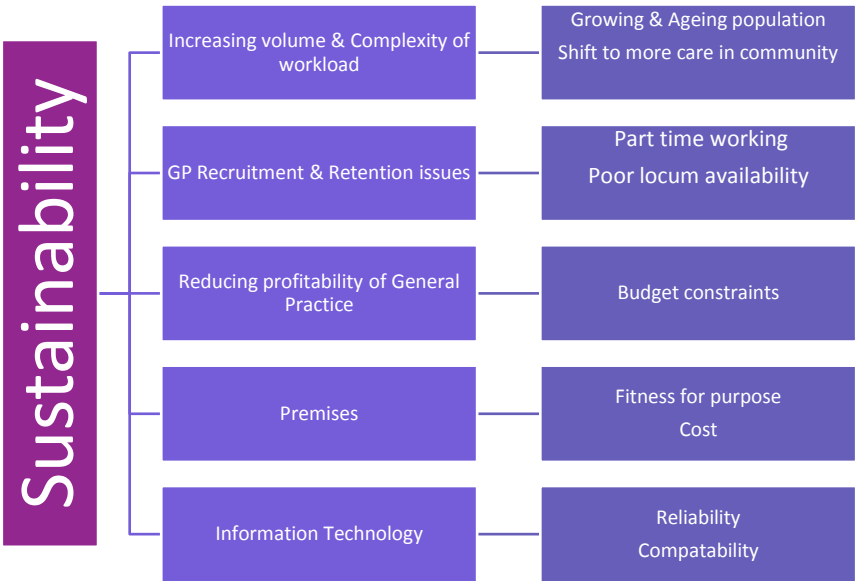 Sustainability
Increasing volume & Complexity of
workload
Growing & Ageing population
Shift to more care in community
GP Recruitment & Retention issues
Part time working
Poor locum availability
Reducing profitability of General
Practice
Budget constraints
Premises
Fitness for purpose
Cost
Information Technology
Reliability
Compatability